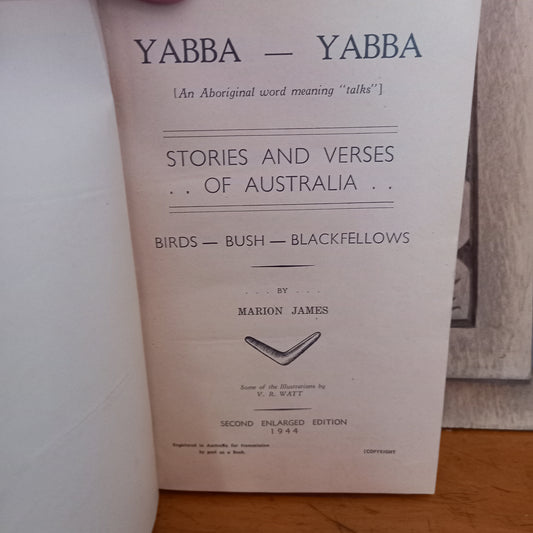 YABBA — YABBA
[An Aboriginal word meaning "talks"]
STORIES AND VERSES
. . OF AUSTRALIA . .
BIRDS — BUSH — BLACKFELLOWS
. . . BY . . .
MARION JAMES
Some of the Illustrations by
V. R. WATT
SECOND ENLARGED EDITION
1944
Registered in Australia for transmission
by post as a Book.
[COPYRIGHT